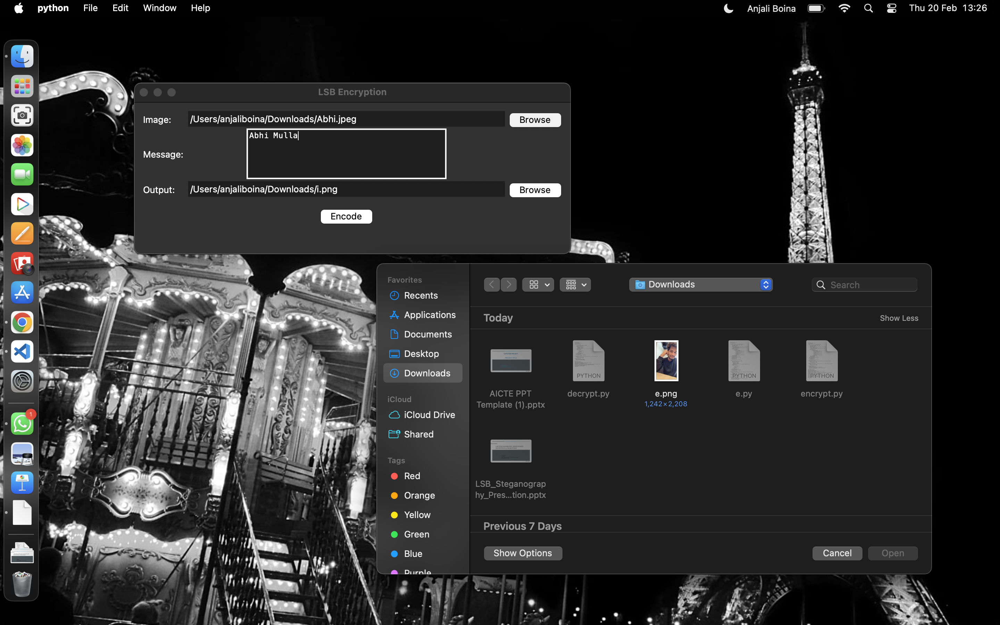 python File Edit Window Help Anjali Boina Thu 20 Feb 13:26
LSB Encryption
Image: /Users/anjaliboina/Downloads/Abhi.jpeg Browse
Message: Abhi Mulla
Output: /Users/anjaliboina/Downloads/i.png Browse
Encode
Favorites
Recents
Applications
Documents
Desktop
Downloads
iCloud
iCloud Drive
Shared
Tags
Red
Orange
Yellow
Green
Blue
Purple
Downloads Search
Today Show Less
PYTHON PYTHON PYTHON
AICTE PPT
Template (1).pptx
decrypt.py
e.png
1,242×2,208
e.py
encrypt.py
LSB_Steganograp
hy_Pres...tion.pptx
Previous 7 Days
Show Options Cancel Open
1